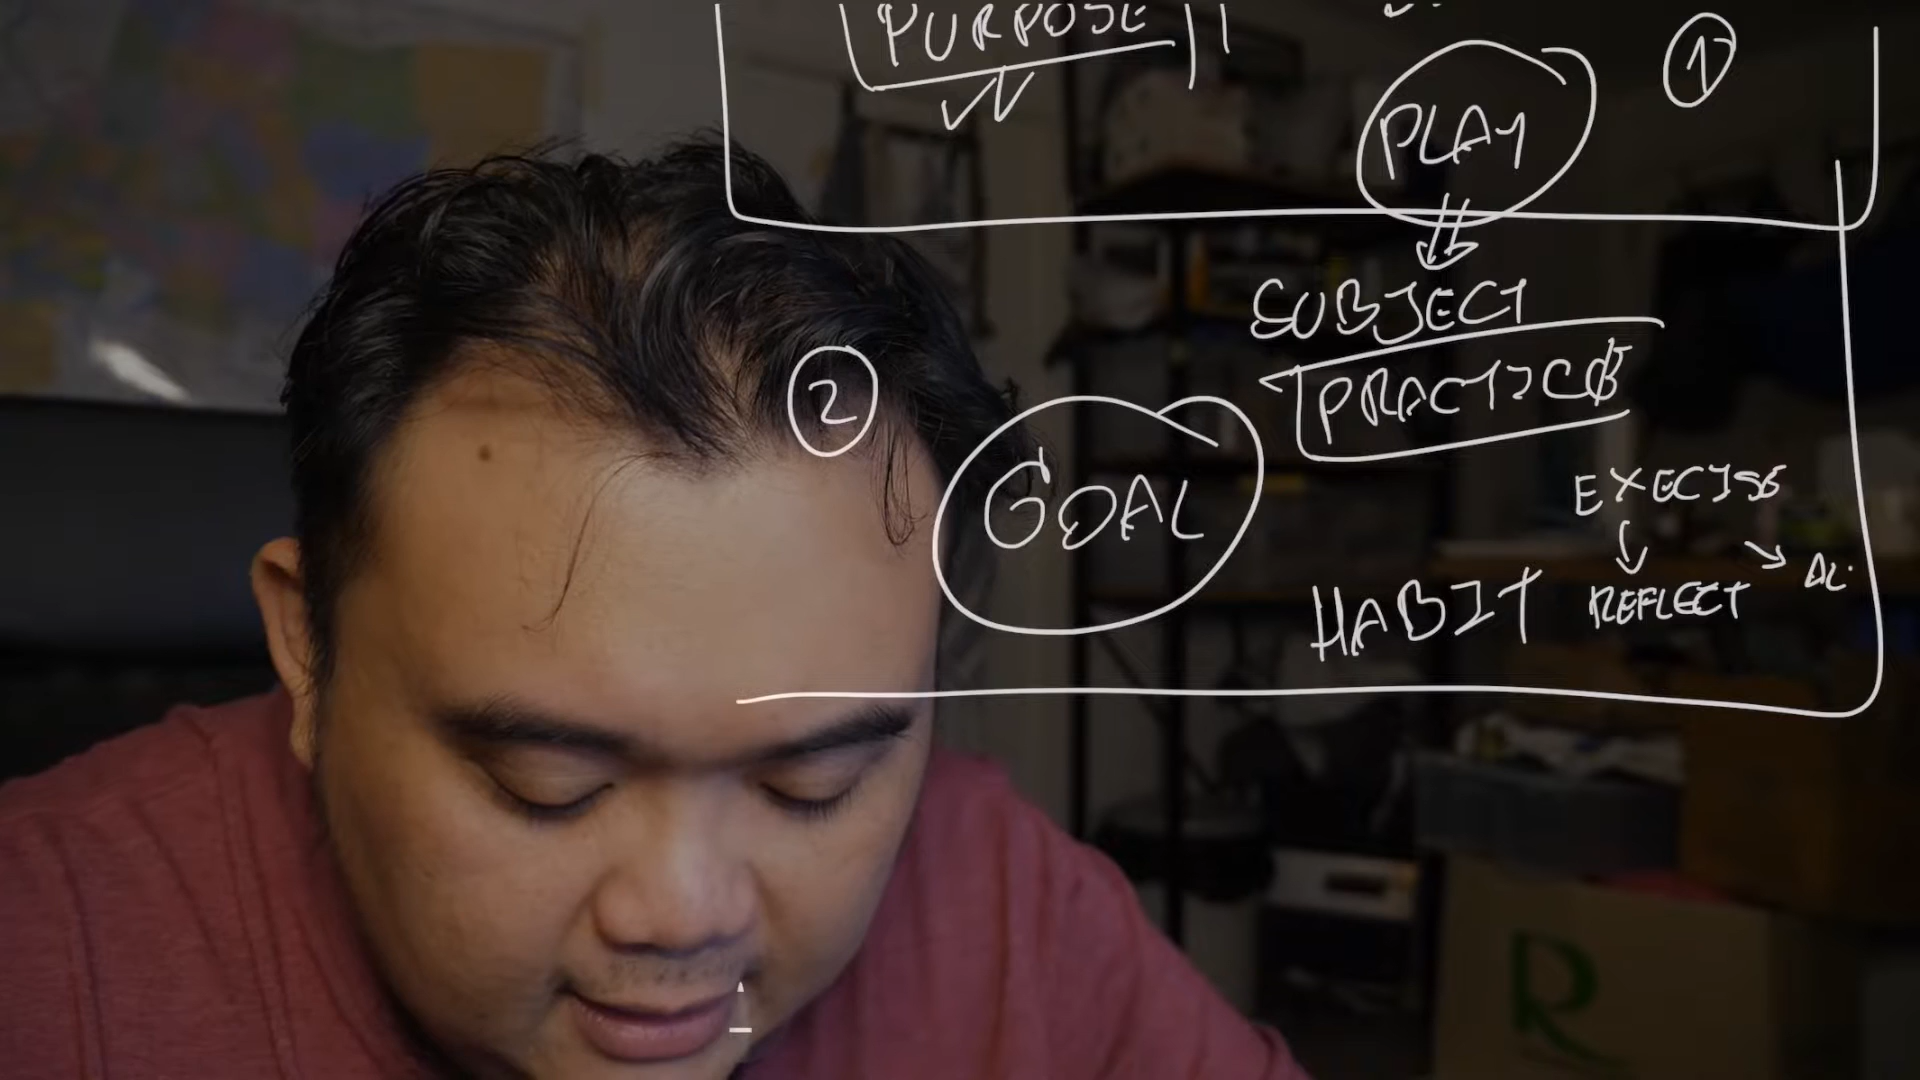 PURPOSE
1
PLAY
SUBJECT
PRACTICE
2
GOAL
EXECISE
HABIT
REFLECT
R